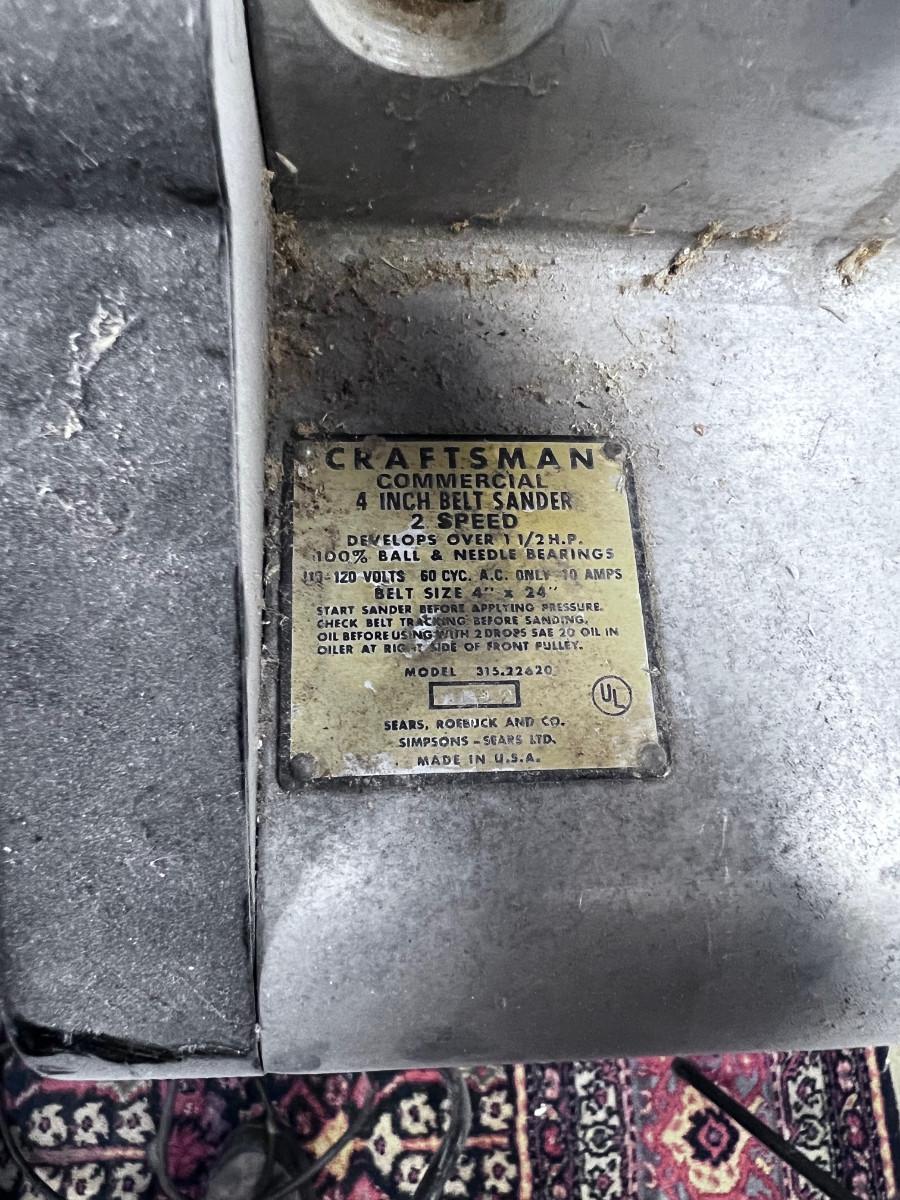 CRAFTSMAN
COMMERCIAL
4 INCH BELT SANDER
2 SPEED
DEVELOPS OVER 1 1/2 H.P.
100% BALL & NEEDLE BEARINGS
110-120 VOLTS 60 CYC. A.C. ONLY 10 AMPS
BELT SIZE 4" x 24"
START SANDER BEFORE APPLYING PRESSURE.
CHECK BELT TRACKING BEFORE SANDING.
OIL BEFORE USING WITH 2 DROPS SAE 20 OIL IN
OILER AT RIGHT SIDE OF FRONT PULLEY.
MODEL 315.22620
UL
SEARS, ROEBUCK AND CO.
SIMPSONS-SEARS LTD.
MADE IN U.S.A.